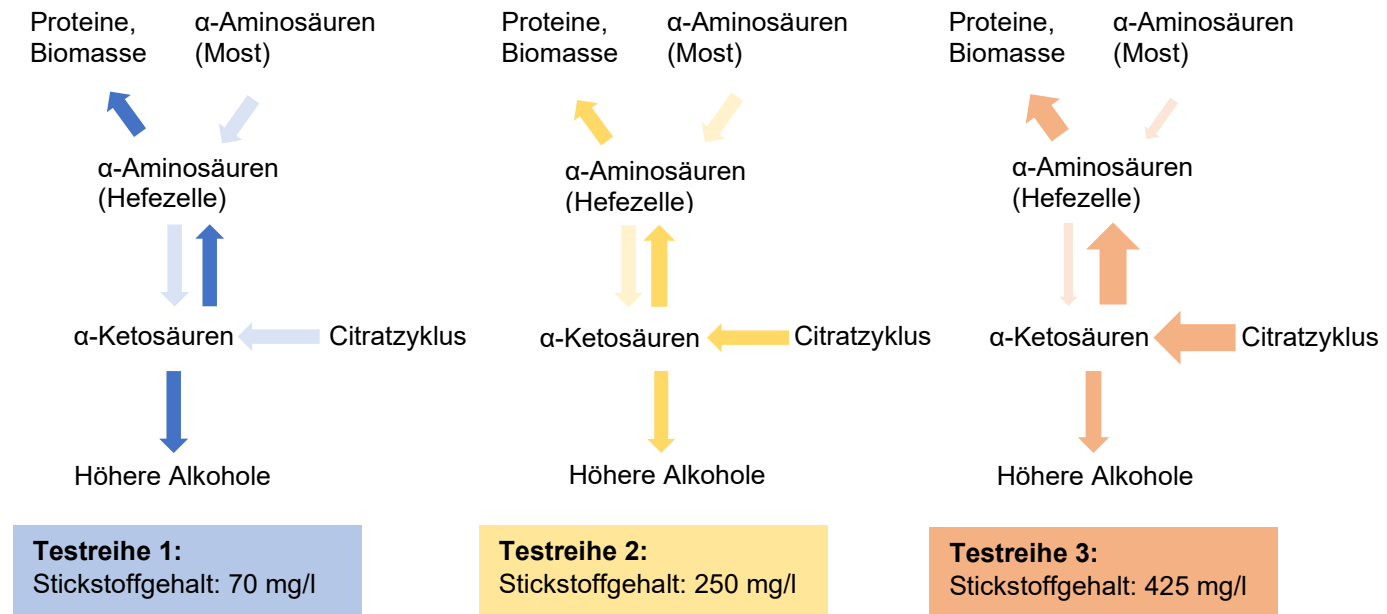 Proteine,
Biomasse
α-Aminosäuren
(Most)
α-Aminosäuren
(Hefezelle)
α-Ketosäuren
Citratzyklus
Höhere Alkohole
Testreihe 1:
Stickstoffgehalt: 70 mg/l
Proteine,
Biomasse
α-Aminosäuren
(Most)
α-Aminosäuren
(Hefezelle)
α-Ketosäuren
Citratzyklus
Höhere Alkohole
Testreihe 2:
Stickstoffgehalt: 250 mg/l
Proteine,
Biomasse
α-Aminosäuren
(Most)
α-Aminosäuren
(Hefezelle)
α-Ketosäuren
Citratzyklus
Höhere Alkohole
Testreihe 3:
Stickstoffgehalt: 425 mg/l